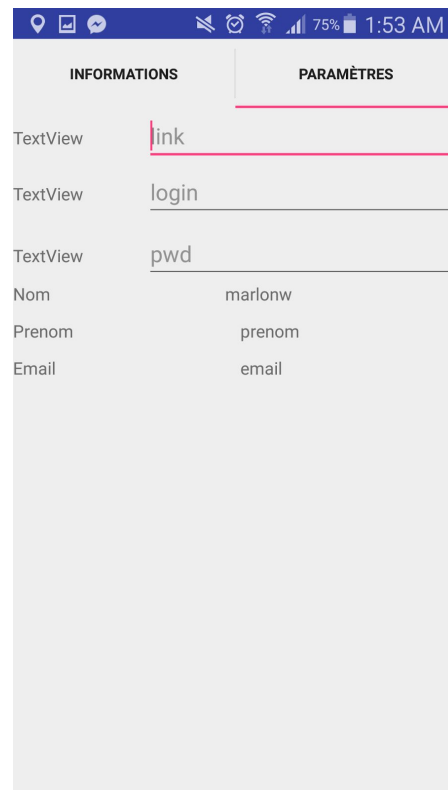 75% 1:53 AM
INFORMATIONS PARAMÈTRES
TextView link
TextView login
TextView pwd
Nom marlonw
Prenom prenom
Email email